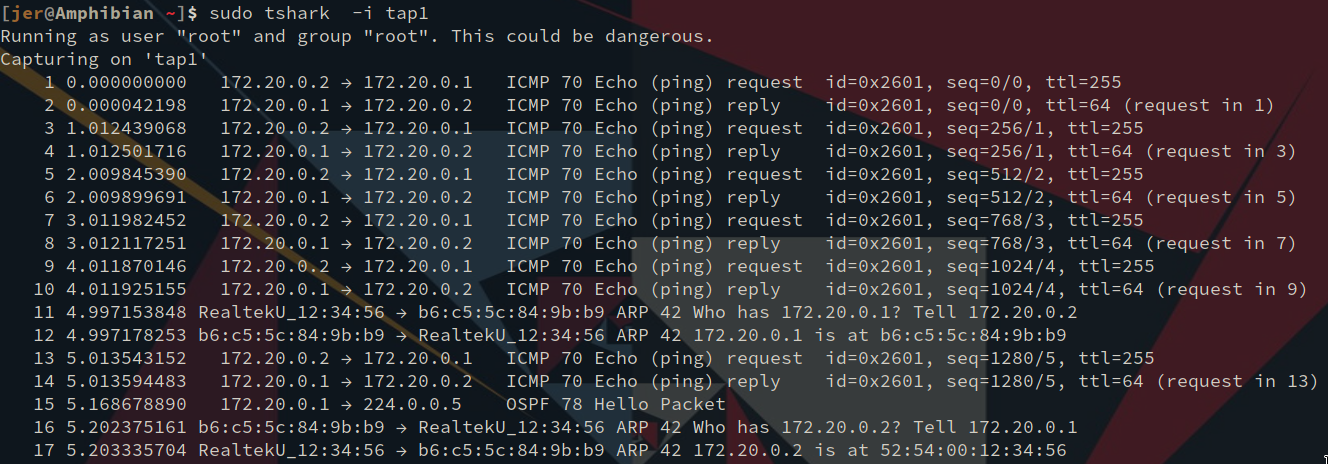 [jer@Amphibian ~]$ sudo tshark  -i tap1
Running as user "root" and group "root". This could be dangerous.
Capturing on 'tap1'
    1 0.000000000   172.20.0.2 → 172.20.0.1   ICMP 70 Echo (ping) request  id=0x2601, seq=0/0, ttl=255
    2 0.000042198   172.20.0.1 → 172.20.0.2   ICMP 70 Echo (ping) reply    id=0x2601, seq=0/0, ttl=64 (request in 1)
    3 1.012439068   172.20.0.2 → 172.20.0.1   ICMP 70 Echo (ping) request  id=0x2601, seq=256/1, ttl=255
    4 1.012501716   172.20.0.1 → 172.20.0.2   ICMP 70 Echo (ping) reply    id=0x2601, seq=256/1, ttl=64 (request in 3)
    5 2.009845390   172.20.0.2 → 172.20.0.1   ICMP 70 Echo (ping) request  id=0x2601, seq=512/2, ttl=255
    6 2.009899691   172.20.0.1 → 172.20.0.2   ICMP 70 Echo (ping) reply    id=0x2601, seq=512/2, ttl=64 (request in 5)
    7 3.011982452   172.20.0.2 → 172.20.0.1   ICMP 70 Echo (ping) request  id=0x2601, seq=768/3, ttl=255
    8 3.012117251   172.20.0.1 → 172.20.0.2   ICMP 70 Echo (ping) reply    id=0x2601, seq=768/3, ttl=64 (request in 7)
    9 4.011870146   172.20.0.2 → 172.20.0.1   ICMP 70 Echo (ping) request  id=0x2601, seq=1024/4, ttl=255
   10 4.011925155   172.20.0.1 → 172.20.0.2   ICMP 70 Echo (ping) reply    id=0x2601, seq=1024/4, ttl=64 (request in 9)
   11 4.997153848 RealtekU_12:34:56 → b6:c5:5c:84:9b:b9 ARP 42 Who has 172.20.0.1? Tell 172.20.0.2
   12 4.997178253 b6:c5:5c:84:9b:b9 → RealtekU_12:34:56 ARP 42 172.20.0.1 is at b6:c5:5c:84:9b:b9
   13 5.013543152   172.20.0.2 → 172.20.0.1   ICMP 70 Echo (ping) request  id=0x2601, seq=1280/5, ttl=255
   14 5.013594483   172.20.0.1 → 172.20.0.2   ICMP 70 Echo (ping) reply    id=0x2601, seq=1280/5, ttl=64 (request in 13)
   15 5.168678890   172.20.0.1 → 224.0.0.5    OSPF 78 Hello Packet
   16 5.202375161 b6:c5:5c:84:9b:b9 → RealtekU_12:34:56 ARP 42 Who has 172.20.0.2? Tell 172.20.0.1
   17 5.203335704 RealtekU_12:34:56 → b6:c5:5c:84:9b:b9 ARP 42 172.20.0.2 is at 52:54:00:12:34:56